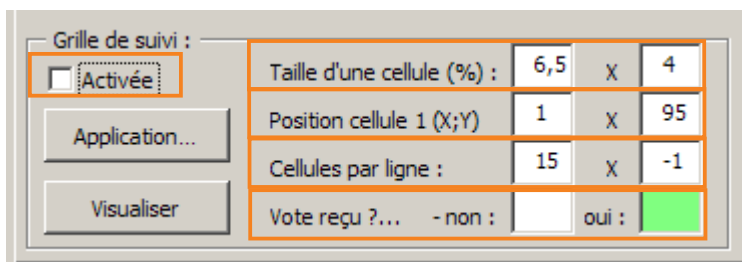 Grille de suivi :
Activée
Taille d'une cellule (%) : 6,5 X 4
Position cellule 1 (X;Y) 1 X 95
Application...
Cellules par ligne : 15 X -1
Visualiser
Vote reçu ?... - non : oui :